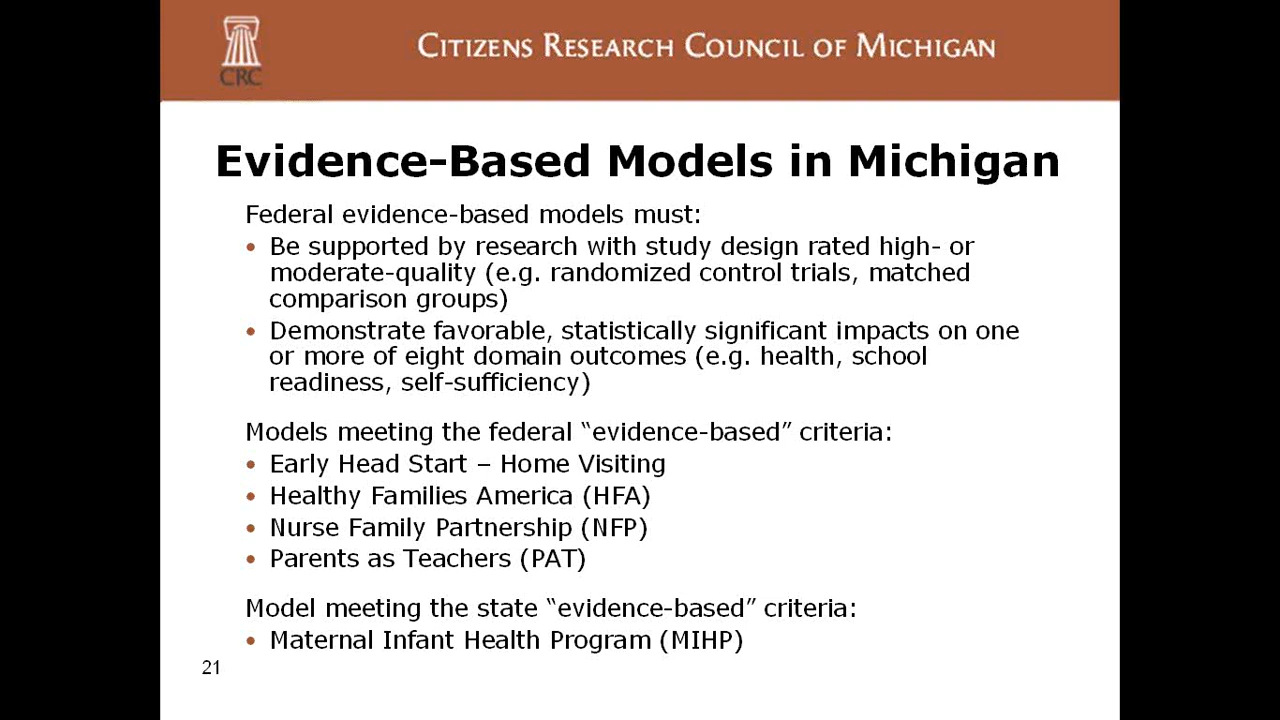 CRC
CITIZENS RESEARCH COUNCIL OF MICHIGAN
Evidence-Based Models in Michigan
Federal evidence-based models must:
• Be supported by research with study design rated high- or
moderate-quality (e.g. randomized control trials, matched
comparison groups)
• Demonstrate favorable, statistically significant impacts on one
or more of eight domain outcomes (e.g. health, school
readiness, self-sufficiency)
Models meeting the federal “evidence-based” criteria:
• Early Head Start – Home Visiting
• Healthy Families America (HFA)
• Nurse Family Partnership (NFP)
• Parents as Teachers (PAT)
Model meeting the state “evidence-based” criteria:
• Maternal Infant Health Program (MIHP)
21